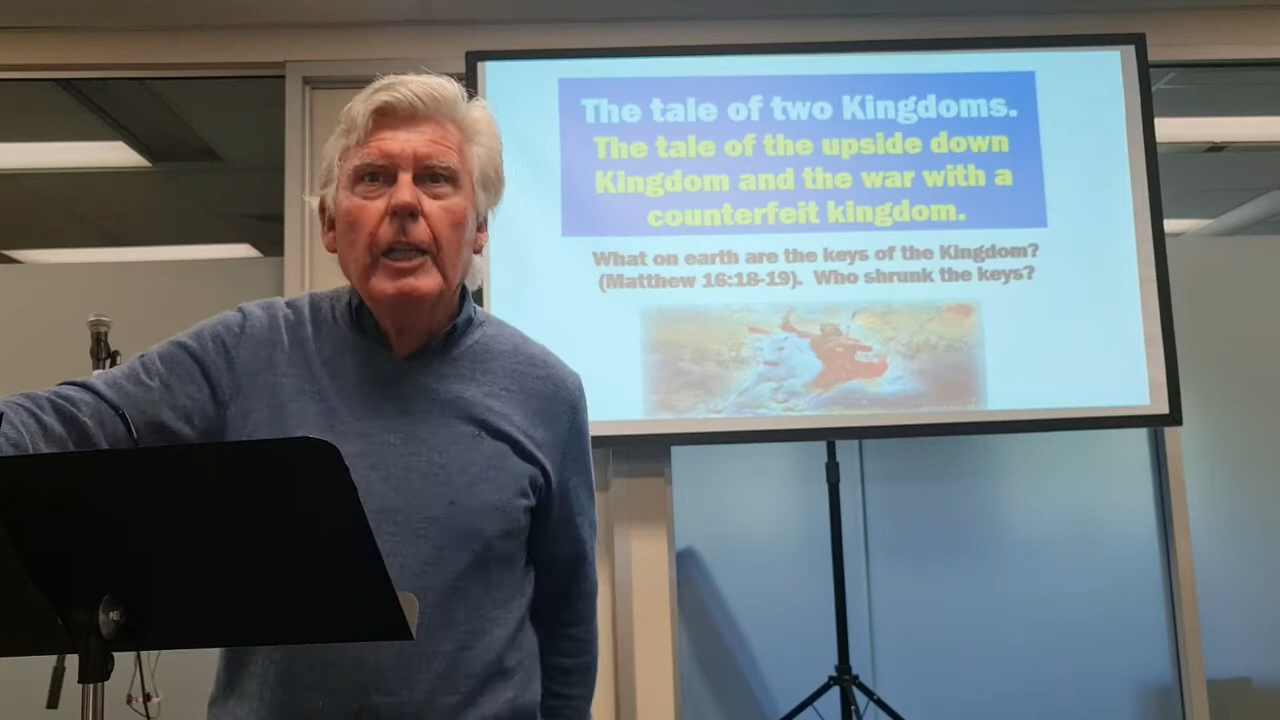 The tale of two Kingdoms.
The tale of the upside down
Kingdom and the war with a
counterfeit kingdom.
What on earth are the keys of the Kingdom?
(Matthew 16:18-19).  Who shrunk the keys?